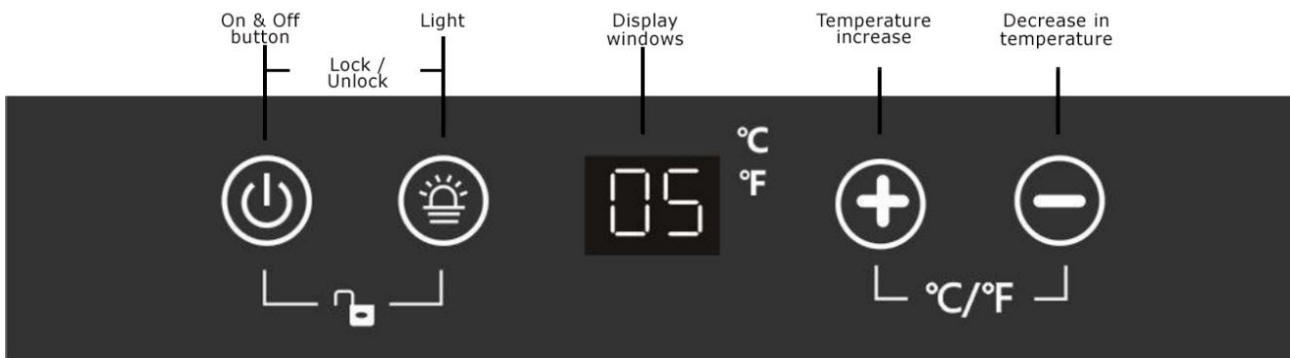 On & Off
button
Light
Display
windows
Temperature
increase
Decrease in
temperature
Lock /
Unlock
°C
°F
05
°C/°F